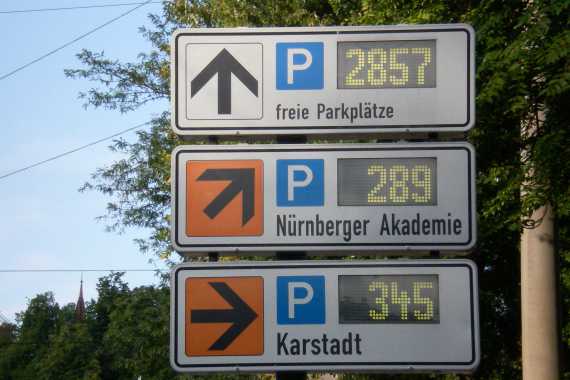 P 2857
freie Parkplätze
P 289
Nürnberger Akademie
P 345
Karstadt